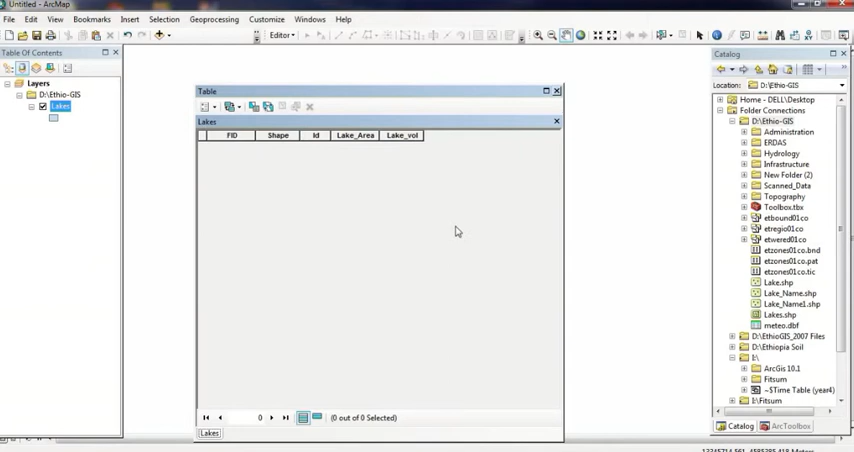 Untitled - ArcMap
File Edit View Bookmarks Insert Selection Geoprocessing Customize Windows Help
Editor
Table Of Contents
Layers
D:\Ethio-GIS
Lakes
Table
Lakes
FID Shape Id Lake_Area Lake_vol
0
(0 out of 0 Selected)
Lakes
Catalog
Location: D:\Ethio-GIS
Home - DELL\Desktop
Folder Connections
D:\Ethio-GIS
Administration
ERDAS
Hydrology
Infrastructure
New Folder (2)
Scanned_Data
Topography
Toolbox.tbx
etbound01co
etregio01co
etwered01co
etzones01co.bnd
etzones01co.pat
etzones01co.tic
Lake.shp
Lake_Name.shp
Lake_Name1.shp
Lakes.shp
meteo.dbf
D:\EthioGIS_2007 Files
D:\Ethiopia Soil
I:\
ArcGis 10.1
Fitsum
~$Time Table (year4)
I:\Fitsum
Catalog ArcToolbox